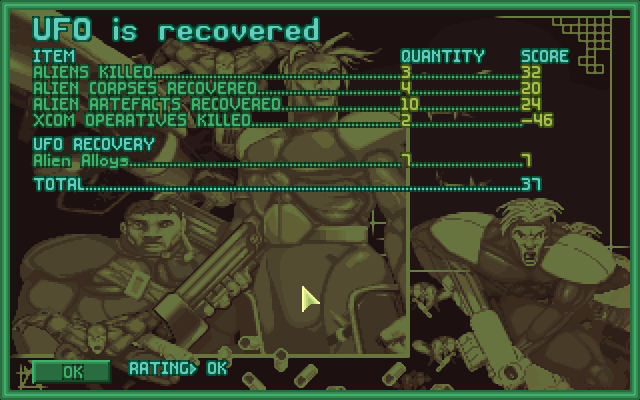 UFO is recovered
ITEM QUANTITY SCORE
ALIENS KILLED 3 32
ALIEN CORPSES RECOVERED 4 20
ALIEN ARTEFACTS RECOVERED 10 24
XCOM OPERATIVES KILLED 2 -46
UFO RECOVERY
Alien Alloys 7 7
TOTAL 37
OK RATING> OK